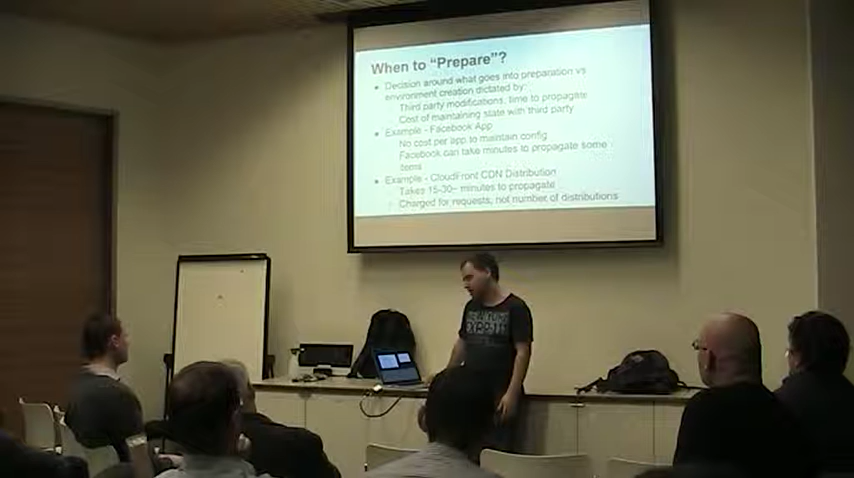 When to "Prepare"?
Decision around what goes into preparation vs
environment creation dictated by:
Third party modifications, time to propagate
Cost of maintaining state with third party
Example - Facebook App
No cost per app to maintain config
Facebook can take minutes to propagate some
items
Example - CloudFront CDN Distribution
Takes 15-30~ minutes to propagate
Charged for requests, not number of distributions